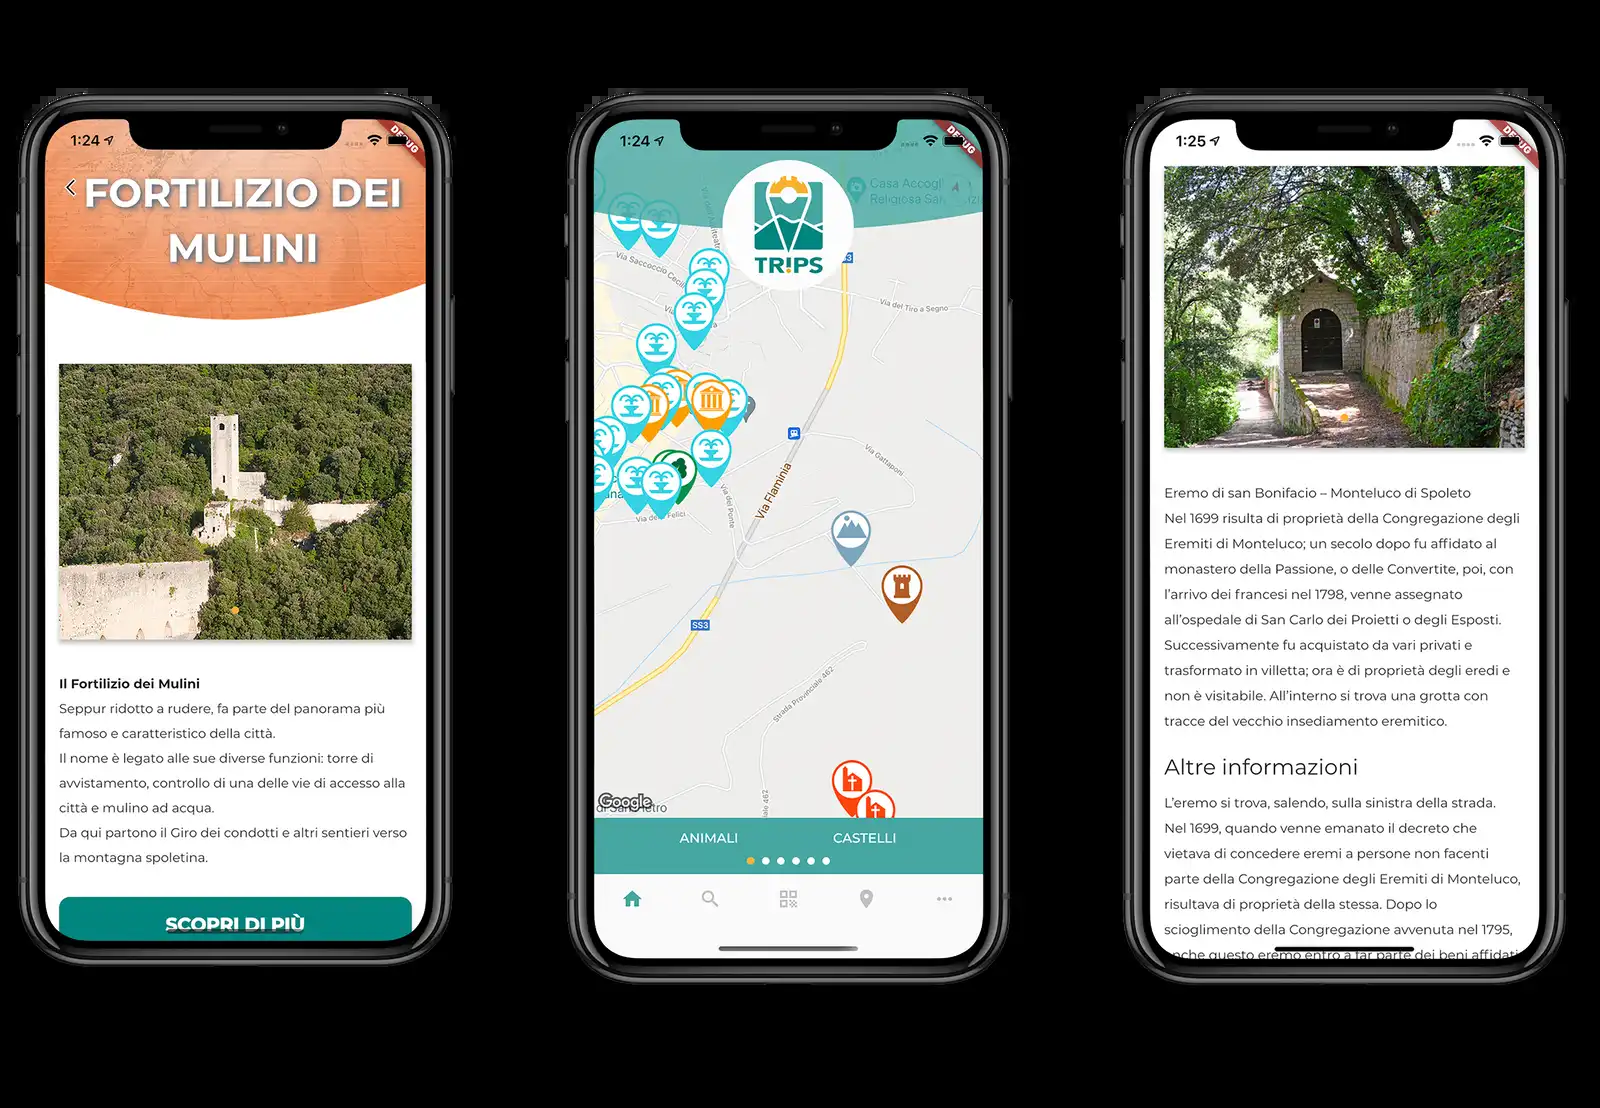 1:24
DEBUG
FORTILIZIO DEI
MULINI
Il Fortilizio dei Mulini
Seppur ridotto a rudere, fa parte del panorama più
famoso e caratteristico della città.
Il nome è legato alle sue diverse funzioni: torre di
avvistamento, controllo di una delle vie di accesso alla
città e mulino ad acqua.
Da qui partono il Giro dei condotti e altri sentieri verso
la montagna spoletina.
SCOPRI DI PIÙ
1:24
DEBUG
Casa Accogl
Religiosa
TR!PS
Via Saccoccio Cecili
Via del Tiro a Segno
Via Gattaponi
Via Flaminia
Via del Ponte
Felici
SS3
Strada Provinciale 462
Google
ANIMALI
CASTELLI
1:25
DEBUG
Eremo di san Bonifacio – Monteluco di Spoleto
Nel 1699 risulta di proprietà della Congregazione degli
Eremiti di Monteluco; un secolo dopo fu affidato al
monastero della Passione, o delle Convertite, poi, con
l'arrivo dei francesi nel 1798, venne assegnato
all'ospedale di San Carlo dei Proietti o degli Esposti.
Successivamente fu acquistato da vari privati e
trasformato in villetta; ora è di proprietà degli eredi e
non è visitabile. All'interno si trova una grotta con
tracce del vecchio insediamento eremitico.
Altre informazioni
L'eremo si trova, salendo, sulla sinistra della strada.
Nel 1699, quando venne emanato il decreto che
vietava di concedere eremi a persone non facenti
parte della Congregazione degli Eremiti di Monteluco,
risultava di proprietà della stessa. Dopo lo
scioglimento della Congregazione avvenuta nel 1795,
anche questo eremo entrò a far parte dei beni affidati